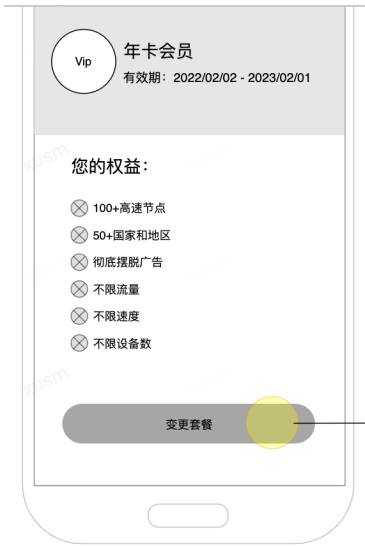 Vip
年卡会员
有效期：2022/02/02 - 2023/02/01
您的权益：
100+高速节点
50+国家和地区
彻底摆脱广告
不限流量
不限速度
不限设备数
变更套餐
xusm
xusm